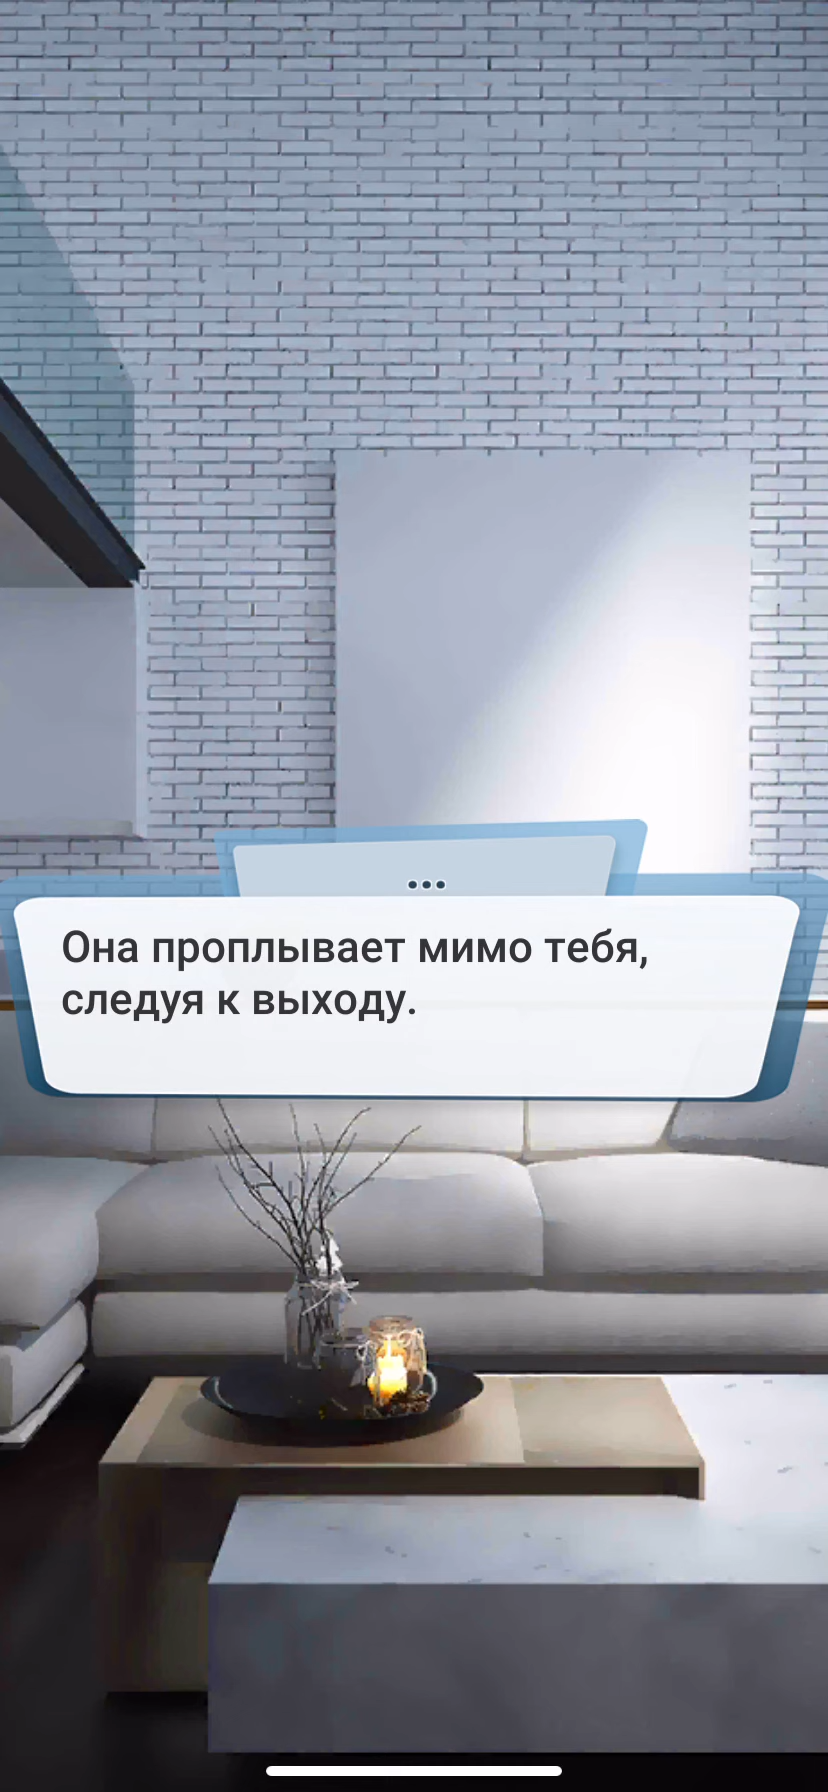 ...
Она проплывает мимо тебя,
следуя к выходу.